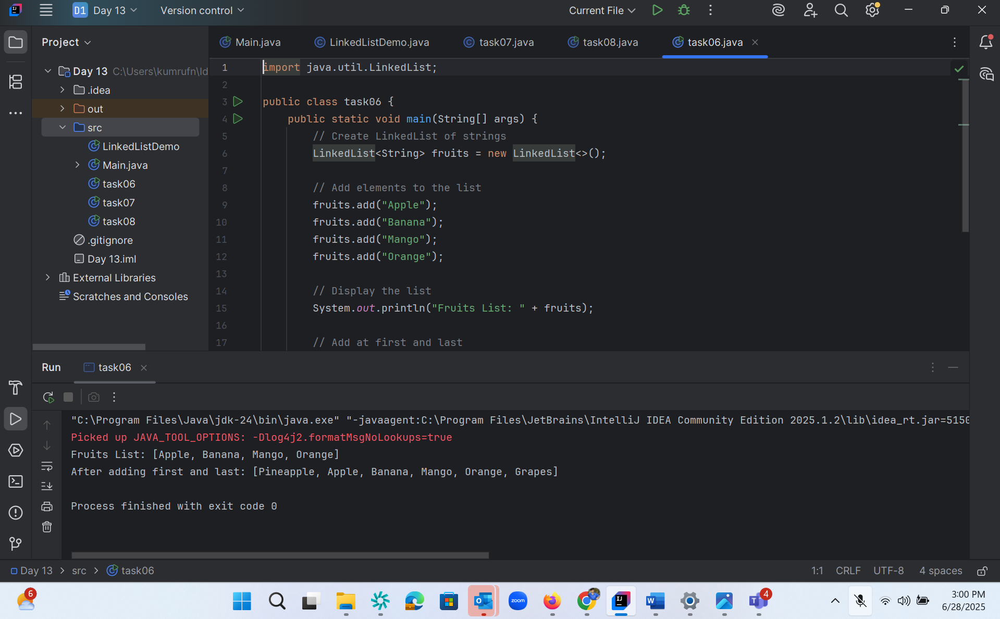 D1 Day 13 Version control Current File
Project
Main.java LinkedListDemo.java task07.java task08.java task06.java
Day 13 C:\Users\kumrufn\Id
.idea
out
src
LinkedListDemo
Main.java
task06
task07
task08
.gitignore
Day 13.iml
External Libraries
Scratches and Consoles
1 import java.util.LinkedList;
2
3 public class task06 {
4 public static void main(String[] args) {
5 // Create LinkedList of strings
6 LinkedList<String> fruits = new LinkedList<>();
7
8 // Add elements to the list
9 fruits.add("Apple");
10 fruits.add("Banana");
11 fruits.add("Mango");
12 fruits.add("Orange");
13
14 // Display the list
15 System.out.println("Fruits List: " + fruits);
16
17 // Add at first and last
Run task06
"C:\Program Files\Java\jdk-24\bin\java.exe" "-javaagent:C:\Program Files\JetBrains\IntelliJ IDEA Community Edition 2025.1.2\lib\idea_rt.jar=5150
Picked up JAVA_TOOL_OPTIONS: -Dlog4j2.formatMsgNoLookups=true
Fruits List: [Apple, Banana, Mango, Orange]
After adding first and last: [Pineapple, Apple, Banana, Mango, Orange, Grapes]
Process finished with exit code 0
Day 13 > src > task06 1:1 CRLF UTF-8 4 spaces
6 zoom 4 3:00 PM
6/28/2025